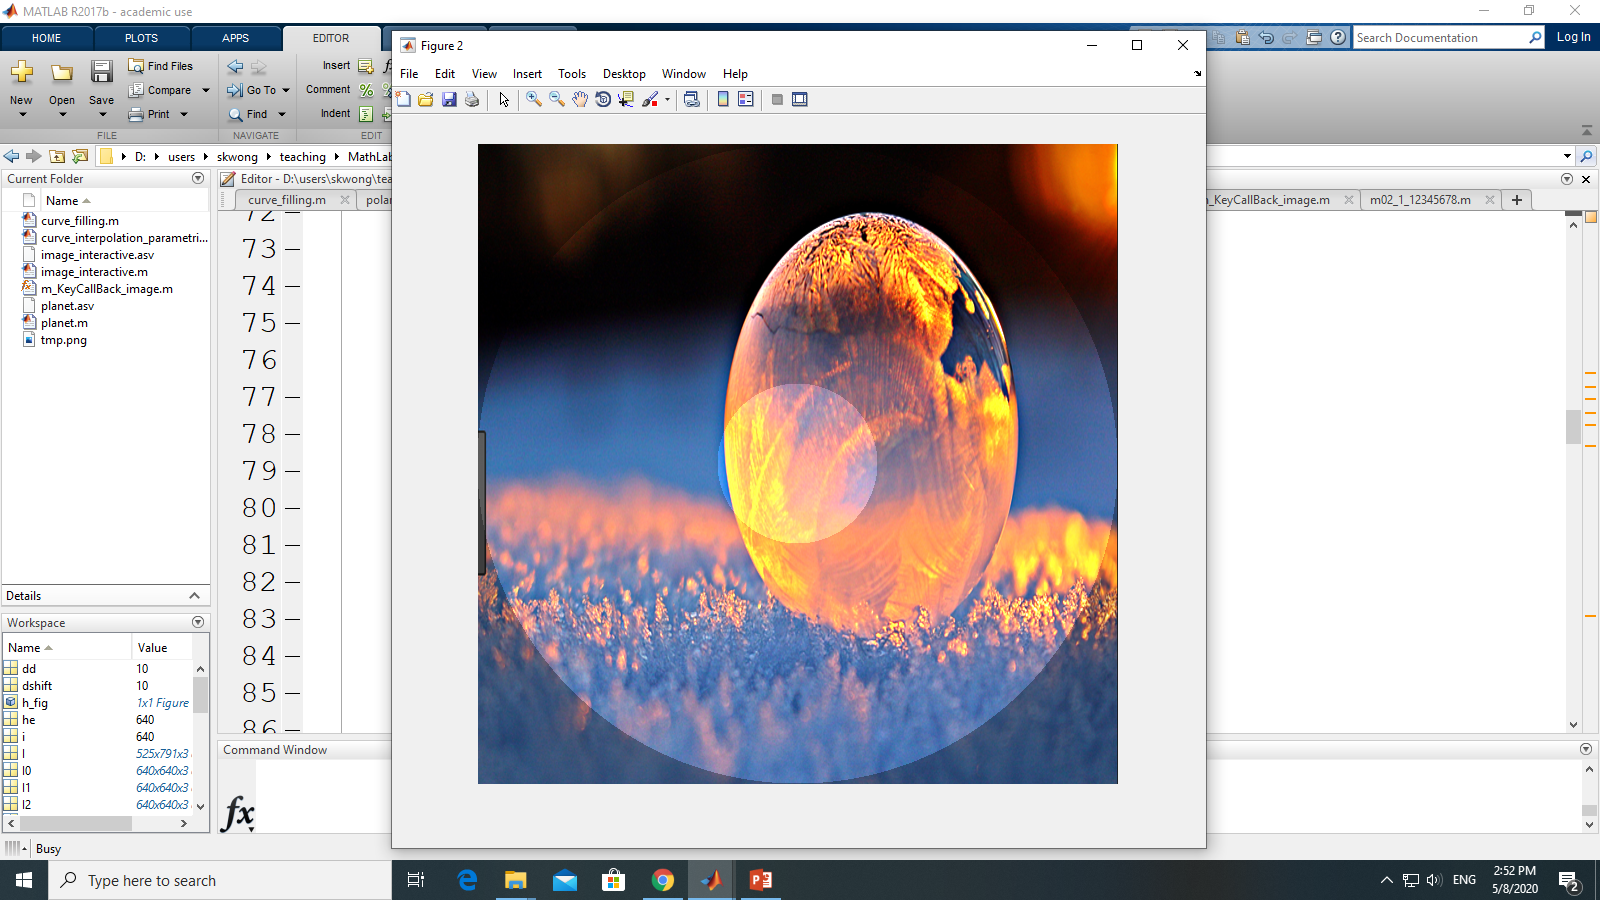 MATLAB R2017b - academic use
HOME
PLOTS
APPS
EDITOR
Search Documentation
Log In
New
Open
Save
Find Files
Compare
Print
FILE
Go To
Find
NAVIGATE
Insert
Comment
Indent
EDIT
D:
users
skwong
teaching
MathLab
Current Folder
Name
curve_filling.m
curve_interpolation_parametri...
image_interactive.asv
image_interactive.m
m_KeyCallBack_image.m
planet.asv
planet.m
tmp.png
Details
Workspace
Name
Value
dd 10
dshift 10
h_fig 1x1 Figure
he 640
i 640
I 525x791x3
I0 640x640x3
I1 640x640x3
I2 640x640x3
Busy
Editor - D:\users\skwong\tea
curve_filling.m
polar
_KeyCallBack_image.m
m02_1_12345678.m
72
73
74
75
76
77
78
79
80
81
82
83
84
85
86
Command Window
fx
Figure 2
File Edit View Insert Tools Desktop Window Help
Type here to search
ENG
2:52 PM
5/8/2020
2